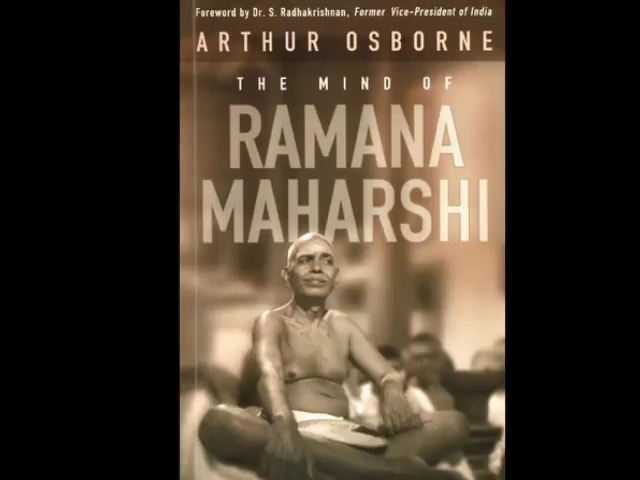 Foreword by Dr. S. Radhakrishnan, Former Vice-President of India
ARTHUR OSBORNE
THE MIND OF
RAMANA
MAHARSHI